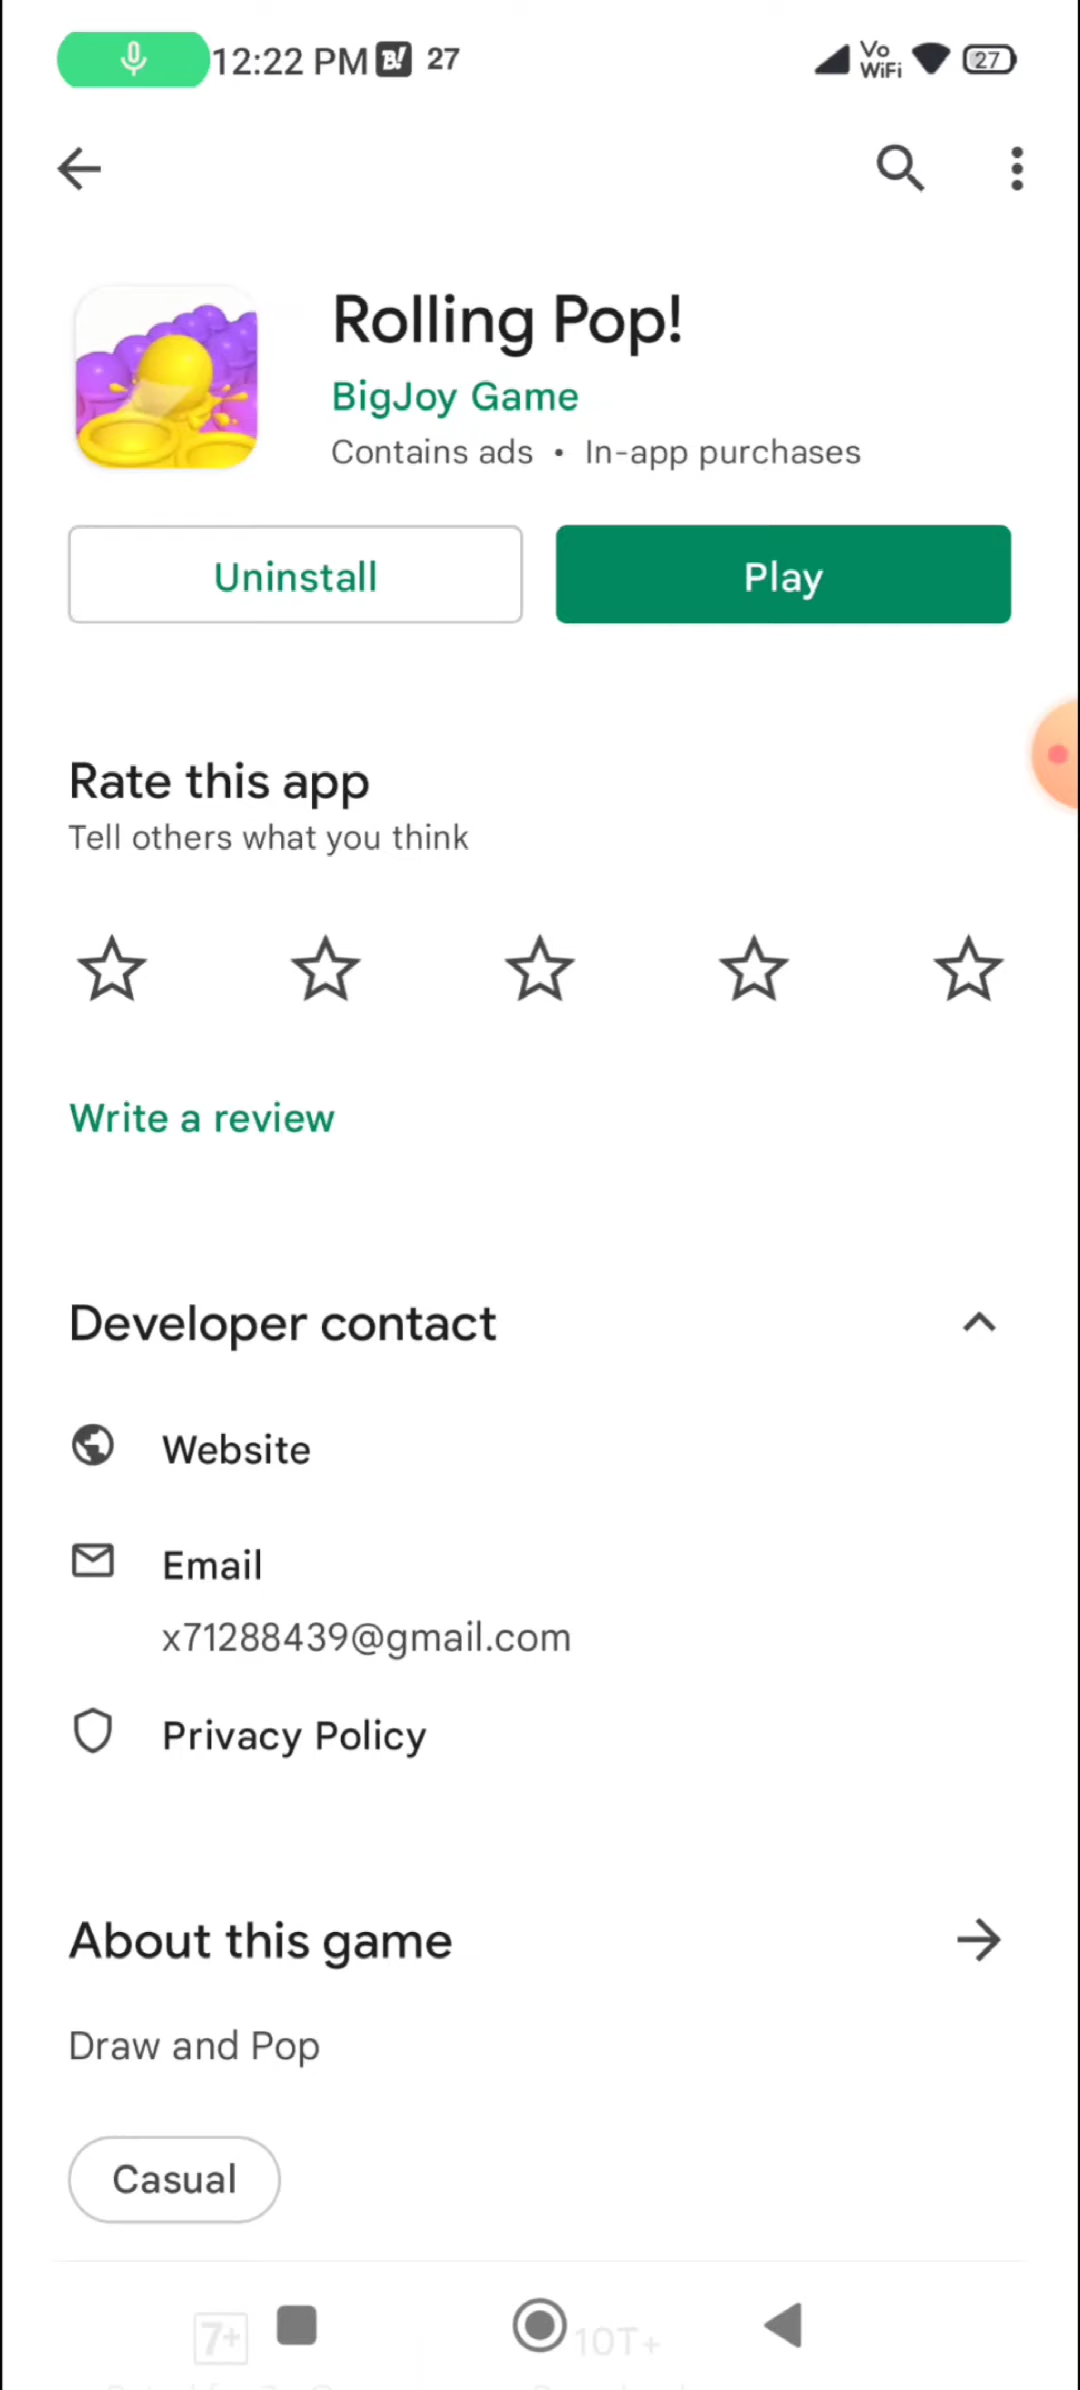 12:22 PM B! 27
Vo
WiFi
27
Rolling Pop!
BigJoy Game
Contains ads • In-app purchases
Uninstall
Play
Rate this app
Tell others what you think
Write a review
Developer contact
Website
Email
x71288439@gmail.com
Privacy Policy
About this game
Draw and Pop
Casual
7+
10T+